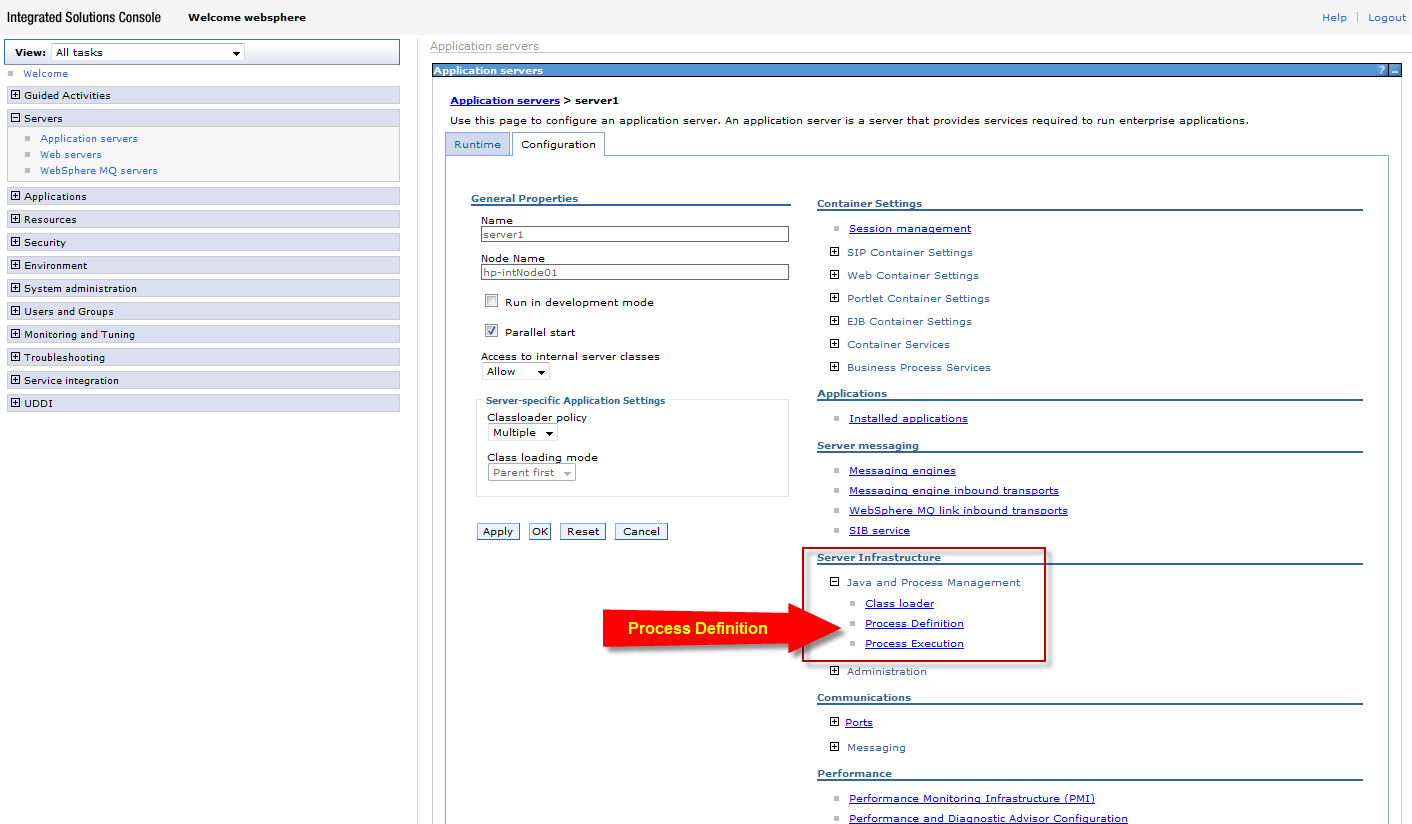 Integrated Solutions Console Welcome websphere Help | Logout
View: All tasks
Welcome
Guided Activities
Servers
Application servers
Web servers
WebSphere MQ servers
Applications
Resources
Security
Environment
System administration
Users and Groups
Monitoring and Tuning
Troubleshooting
Service integration
UDDI
Application servers
Application servers ? –
Application servers > server1
Use this page to configure an application server. An application server is a server that provides services required to run enterprise applications.
Runtime Configuration
General Properties
Name
server1
Node Name
hp-intNode01
Run in development mode
Parallel start
Access to internal server classes
Allow
Server-specific Application Settings
Classloader policy
Multiple
Class loading mode
Parent first
Apply OK Reset Cancel
Container Settings
Session management
SIP Container Settings
Web Container Settings
Portlet Container Settings
EJB Container Settings
Container Services
Business Process Services
Applications
Installed applications
Server messaging
Messaging engines
Messaging engine inbound transports
WebSphere MQ link inbound transports
SIB service
Server Infrastructure
Java and Process Management
Class loader
Process Definition
Process Definition
Process Execution
Administration
Communications
Ports
Messaging
Performance
Performance Monitoring Infrastructure (PMI)
Performance and Diagnostic Advisor Configuration